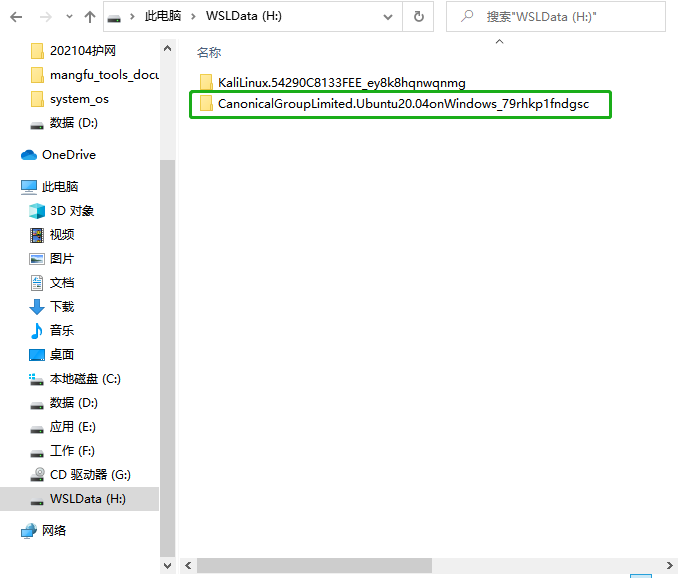 此电脑 WSLData (H:) 搜索"WSLData (H:)"
202104护网
mangfu_tools_docu
system_os
数据 (D:)
OneDrive
此电脑
3D 对象
视频
图片
文档
下载
音乐
桌面
本地磁盘 (C:)
数据 (D:)
应用 (E:)
工作 (F:)
CD 驱动器 (G:)
WSLData (H:)
网络
名称
KaliLinux.54290C8133FEE_ey8k8hqnwqnmg
CanonicalGroupLimited.Ubuntu20.04onWindows_79rhkp1fndgsc